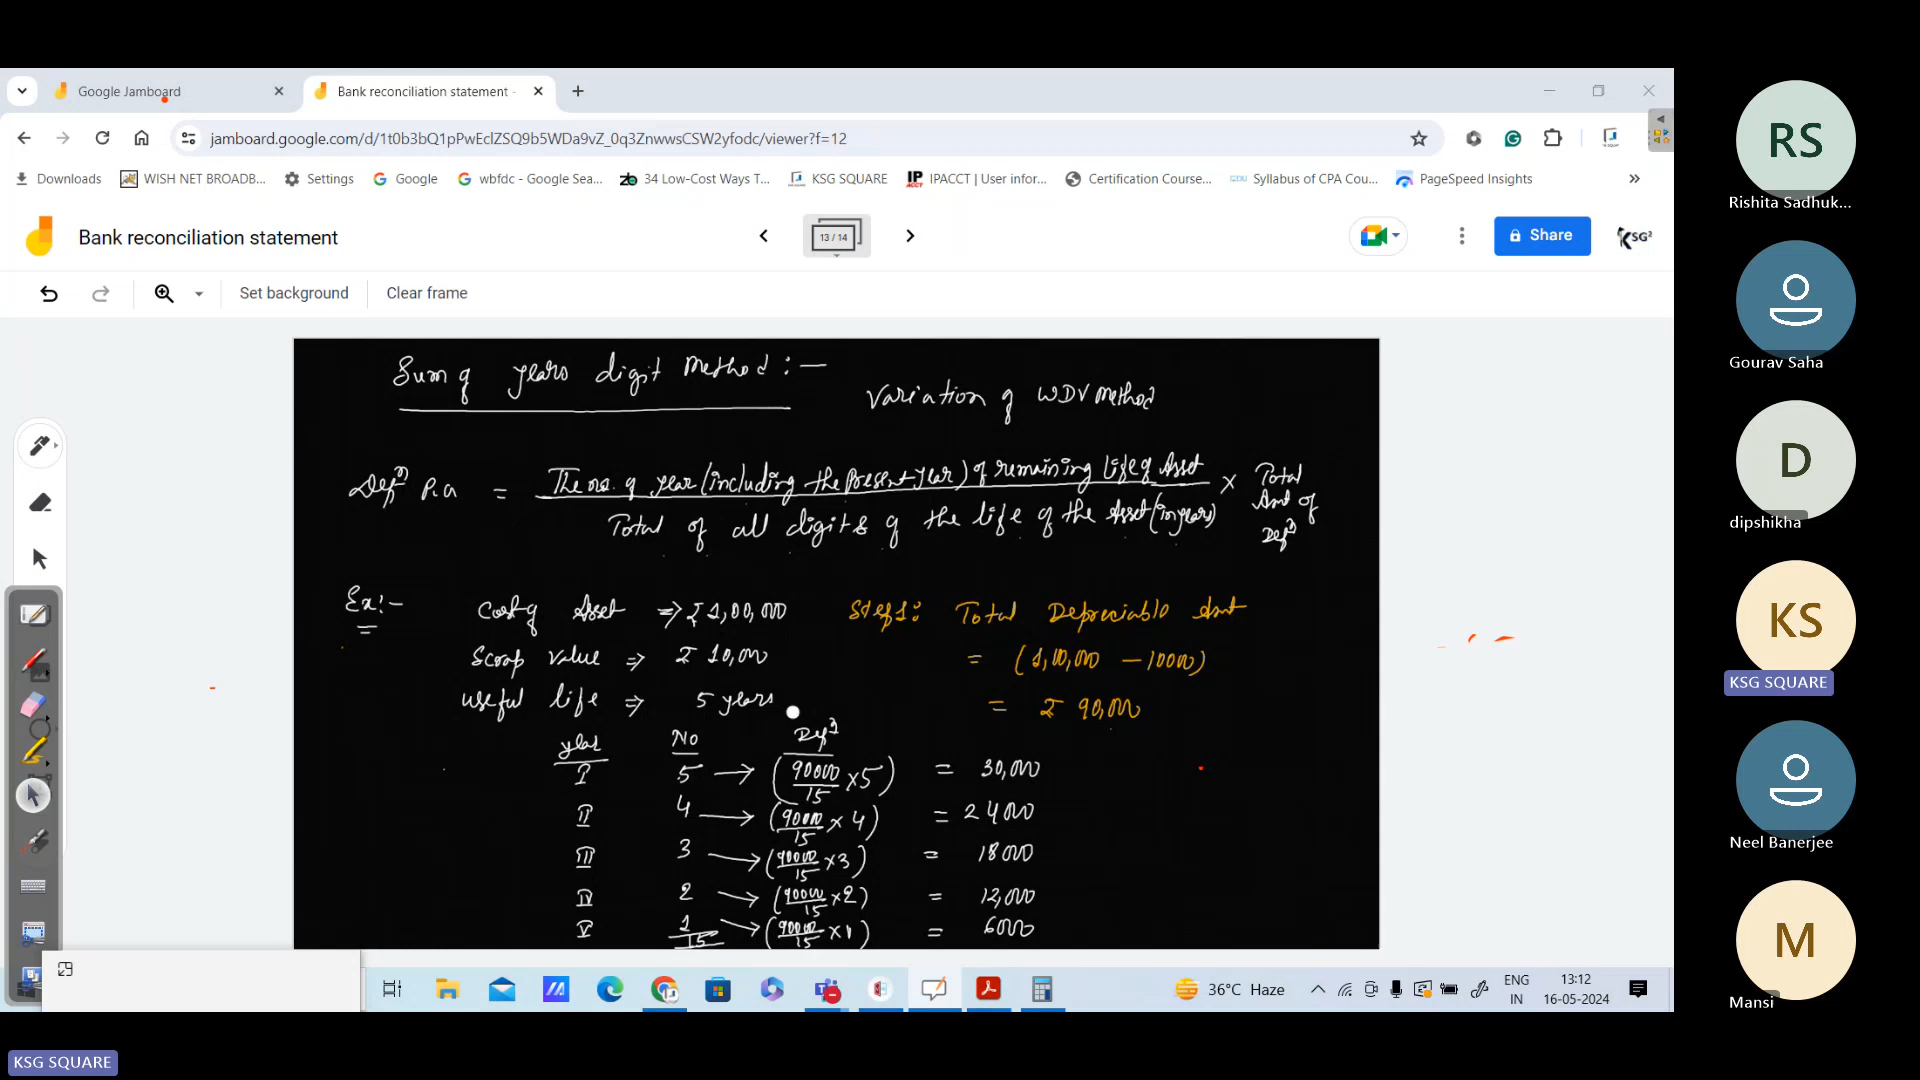 Google Jamboard
Bank reconciliation statement -
jamboard.google.com/d/1t0b3bQ1pPwEclZSQ9b5WDa9vZ_0q3ZnwwsCSW2yfodc/viewer?f=12
Downloads WISH NET BROADB... Settings Google wbfdc - Google Sea... 34 Low-Cost Ways T... KSG SQUARE IPACCT | User infor... Certification Course... Syllabus of CPA Cou... PageSpeed Insights
Bank reconciliation statement
13 / 14
Share
KSG²
Set background Clear frame
Sum of years digit Method :—
Variation of WDV Method
Depⁿ P.a = The no. of year (including the present year) of remaining life of Asset × Total Amt of Depⁿ
Total of all digits of the life of the Asset (in years)
Ex:- Cost of Asset ⇒ ₹ 1,00,000 Step 1: Total Depreciable Amt
Scrap value ⇒ ₹ 10,000 = (1,00,000 – 10000)
useful life ⇒ 5 years = ₹ 90,000
year No Depⁿ
I 5 → (90000/15 × 5) = 30,000
II 4 → (90000/15 × 4) = 24000
III 3 → (90000/15 × 3) = 18000
IV 2 → (90000/15 × 2) = 12,000
V 1 → (90000/15 × 1) = 6000
15
36°C Haze
ENG
IN
13:12
16-05-2024
RS
Rishita Sadhuk...
Gourav Saha
D
dipshikha
KS
KSG SQUARE
Neel Banerjee
M
Mansi
KSG SQUARE